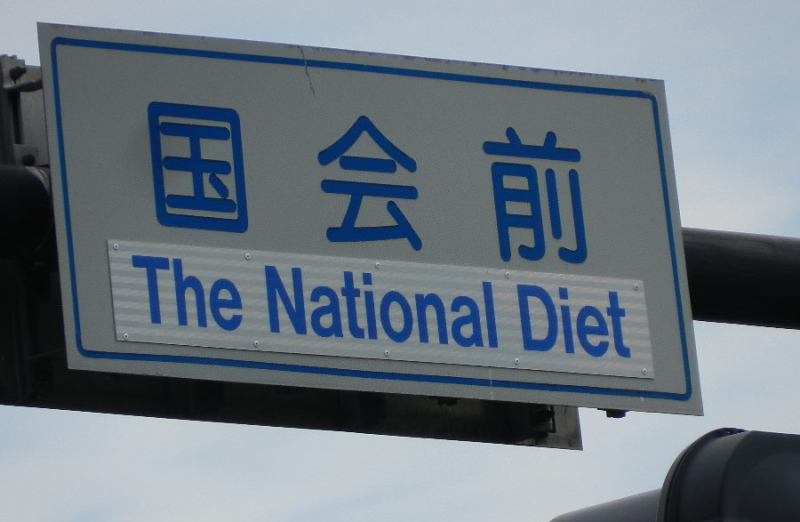 国会前
The National Diet